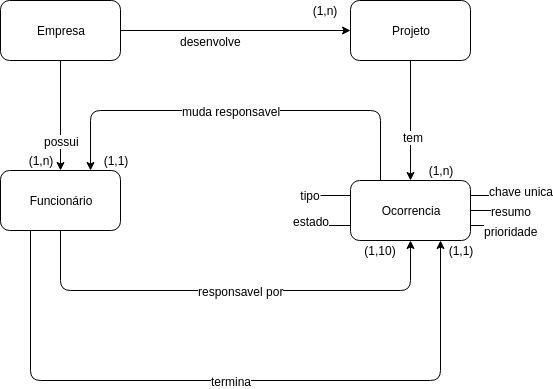 (1,n)
Empresa
Projeto
desenvolve
muda responsavel
possui
tem
(1,n)
(1,1)
(1,n)
Funcionário
tipo
estado
Ocorrencia
chave unica
resumo
prioridade
(1,10)
(1,1)
responsavel por
termina